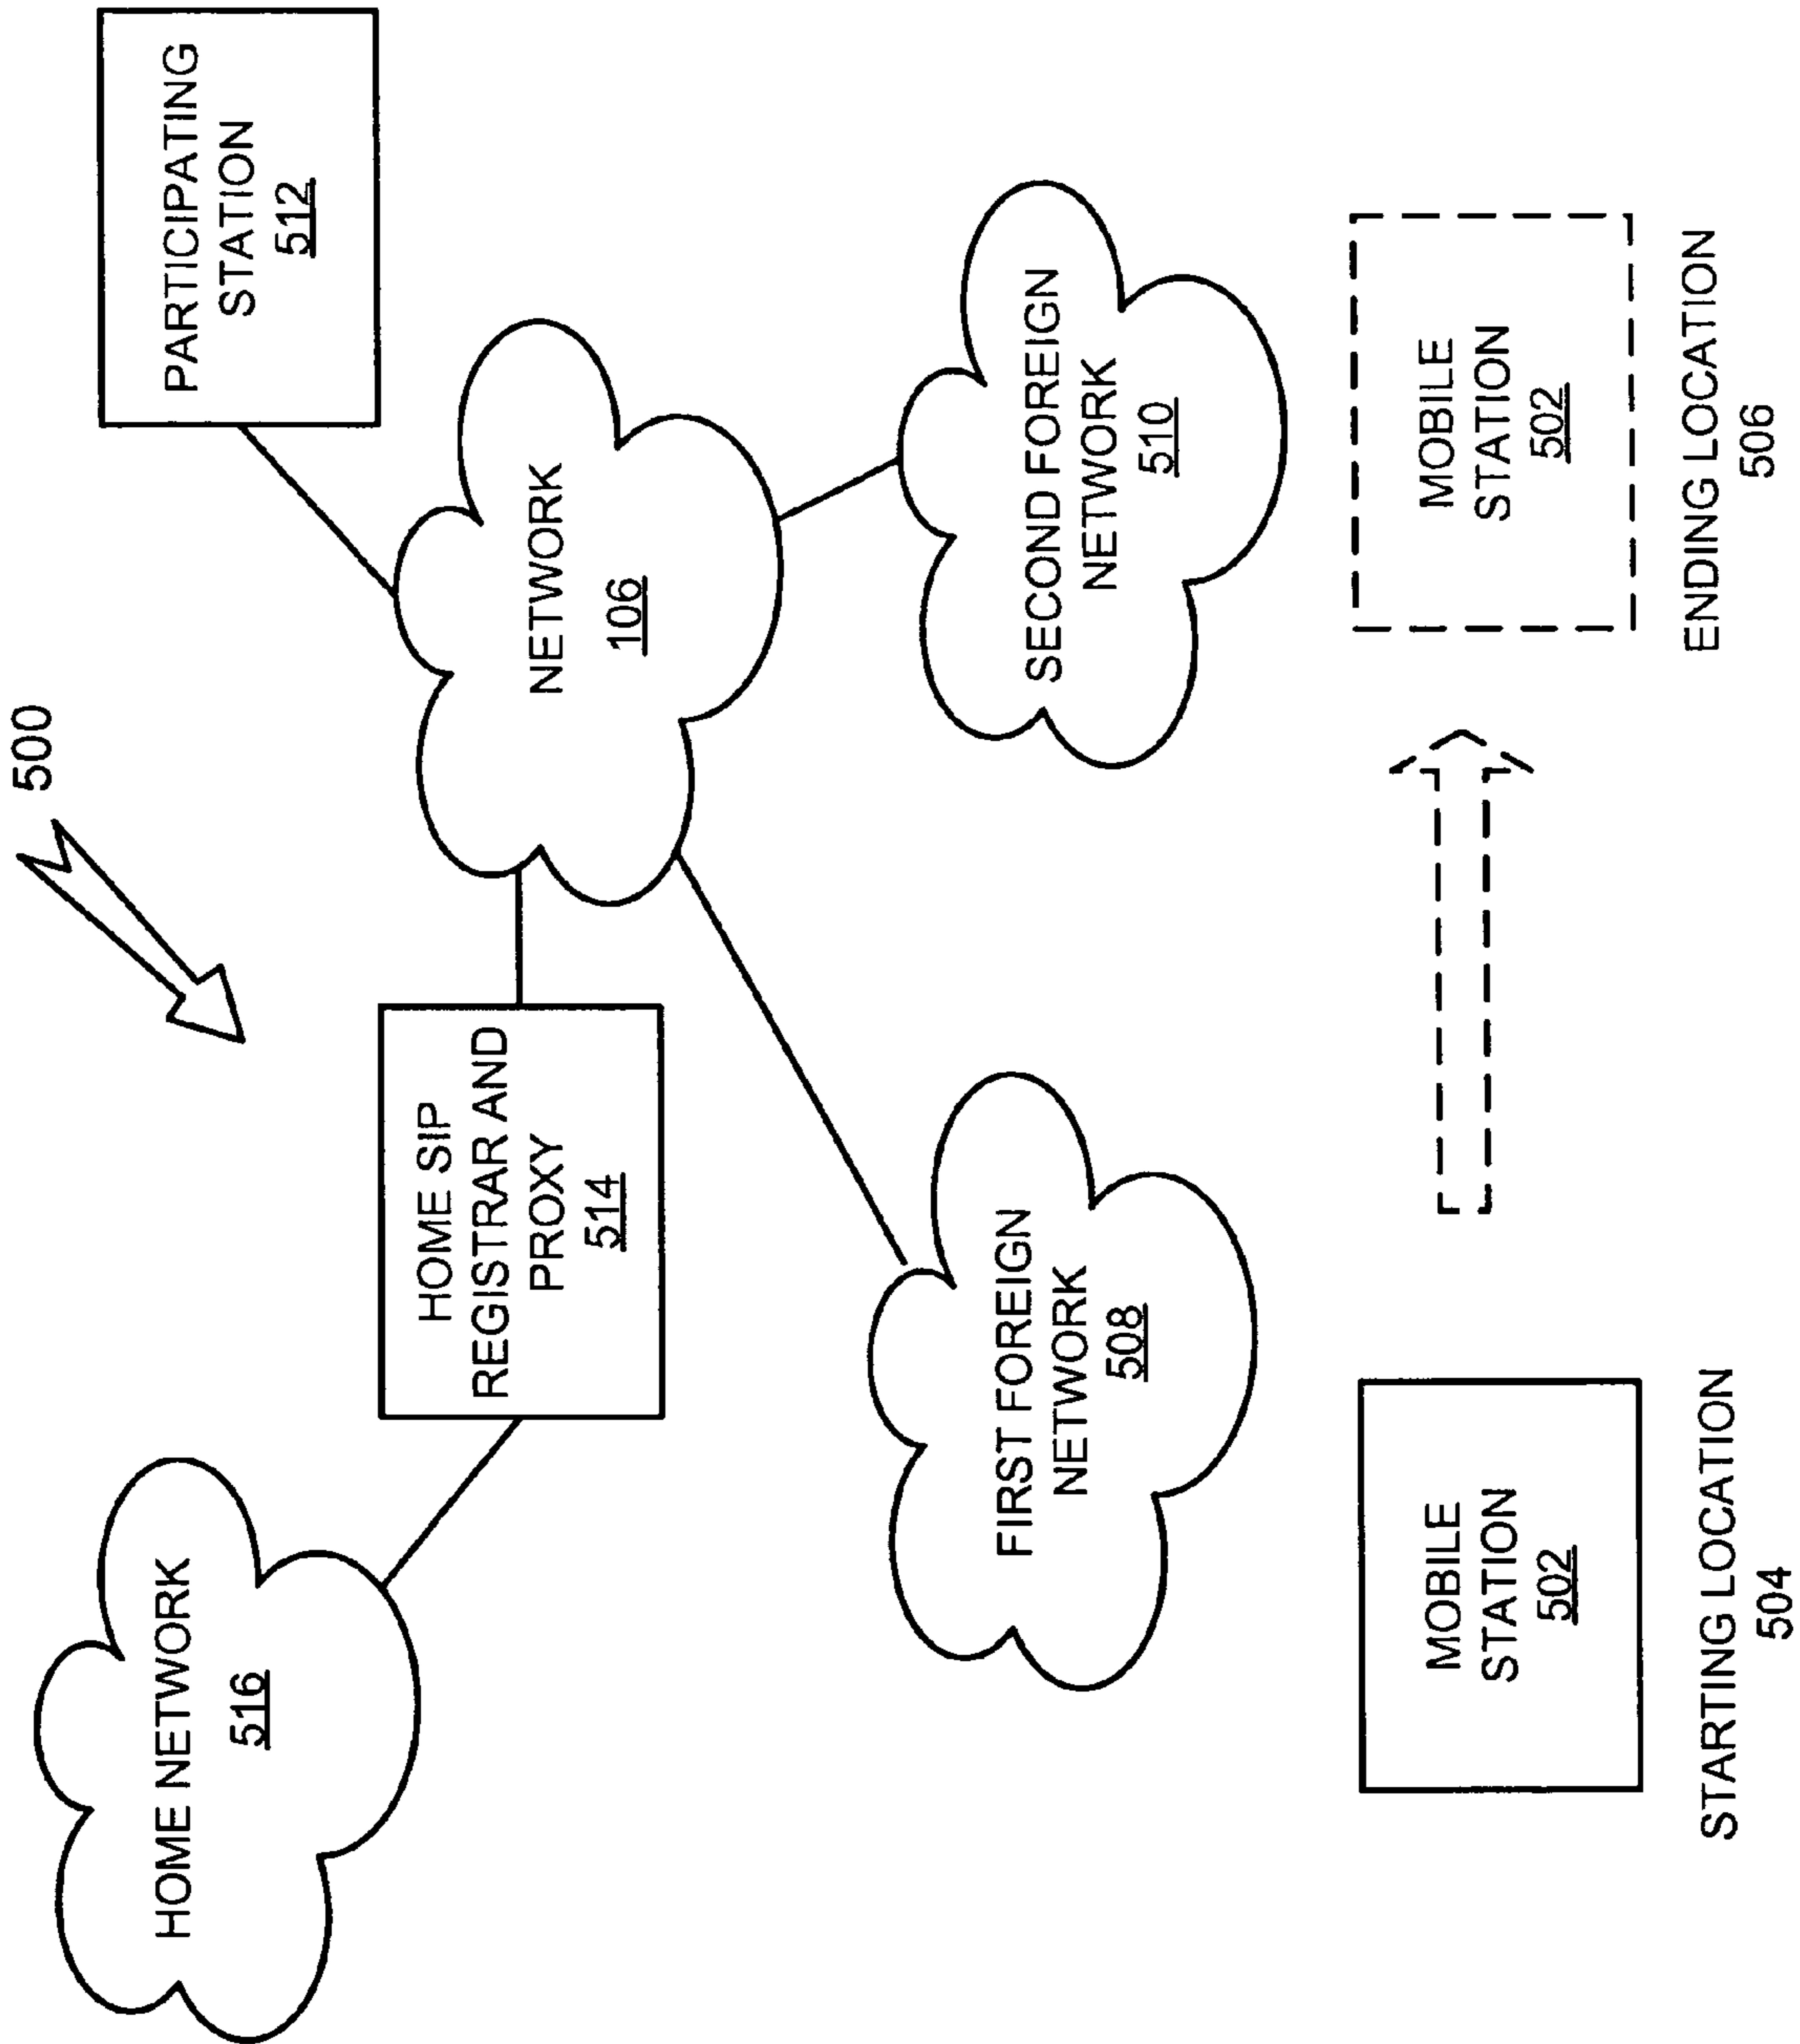 500
HOME NETWORK
516
HOME SIP
REGISTRAR AND
PROXY
514
NETWORK
106
PARTICIPATING
STATION
512
FIRST FOREIGN
NETWORK
508
SECOND FOREIGN
NETWORK
510
MOBILE
STATION
502
STARTING LOCATION
504
MOBILE
STATION
502
ENDING LOCATION
506